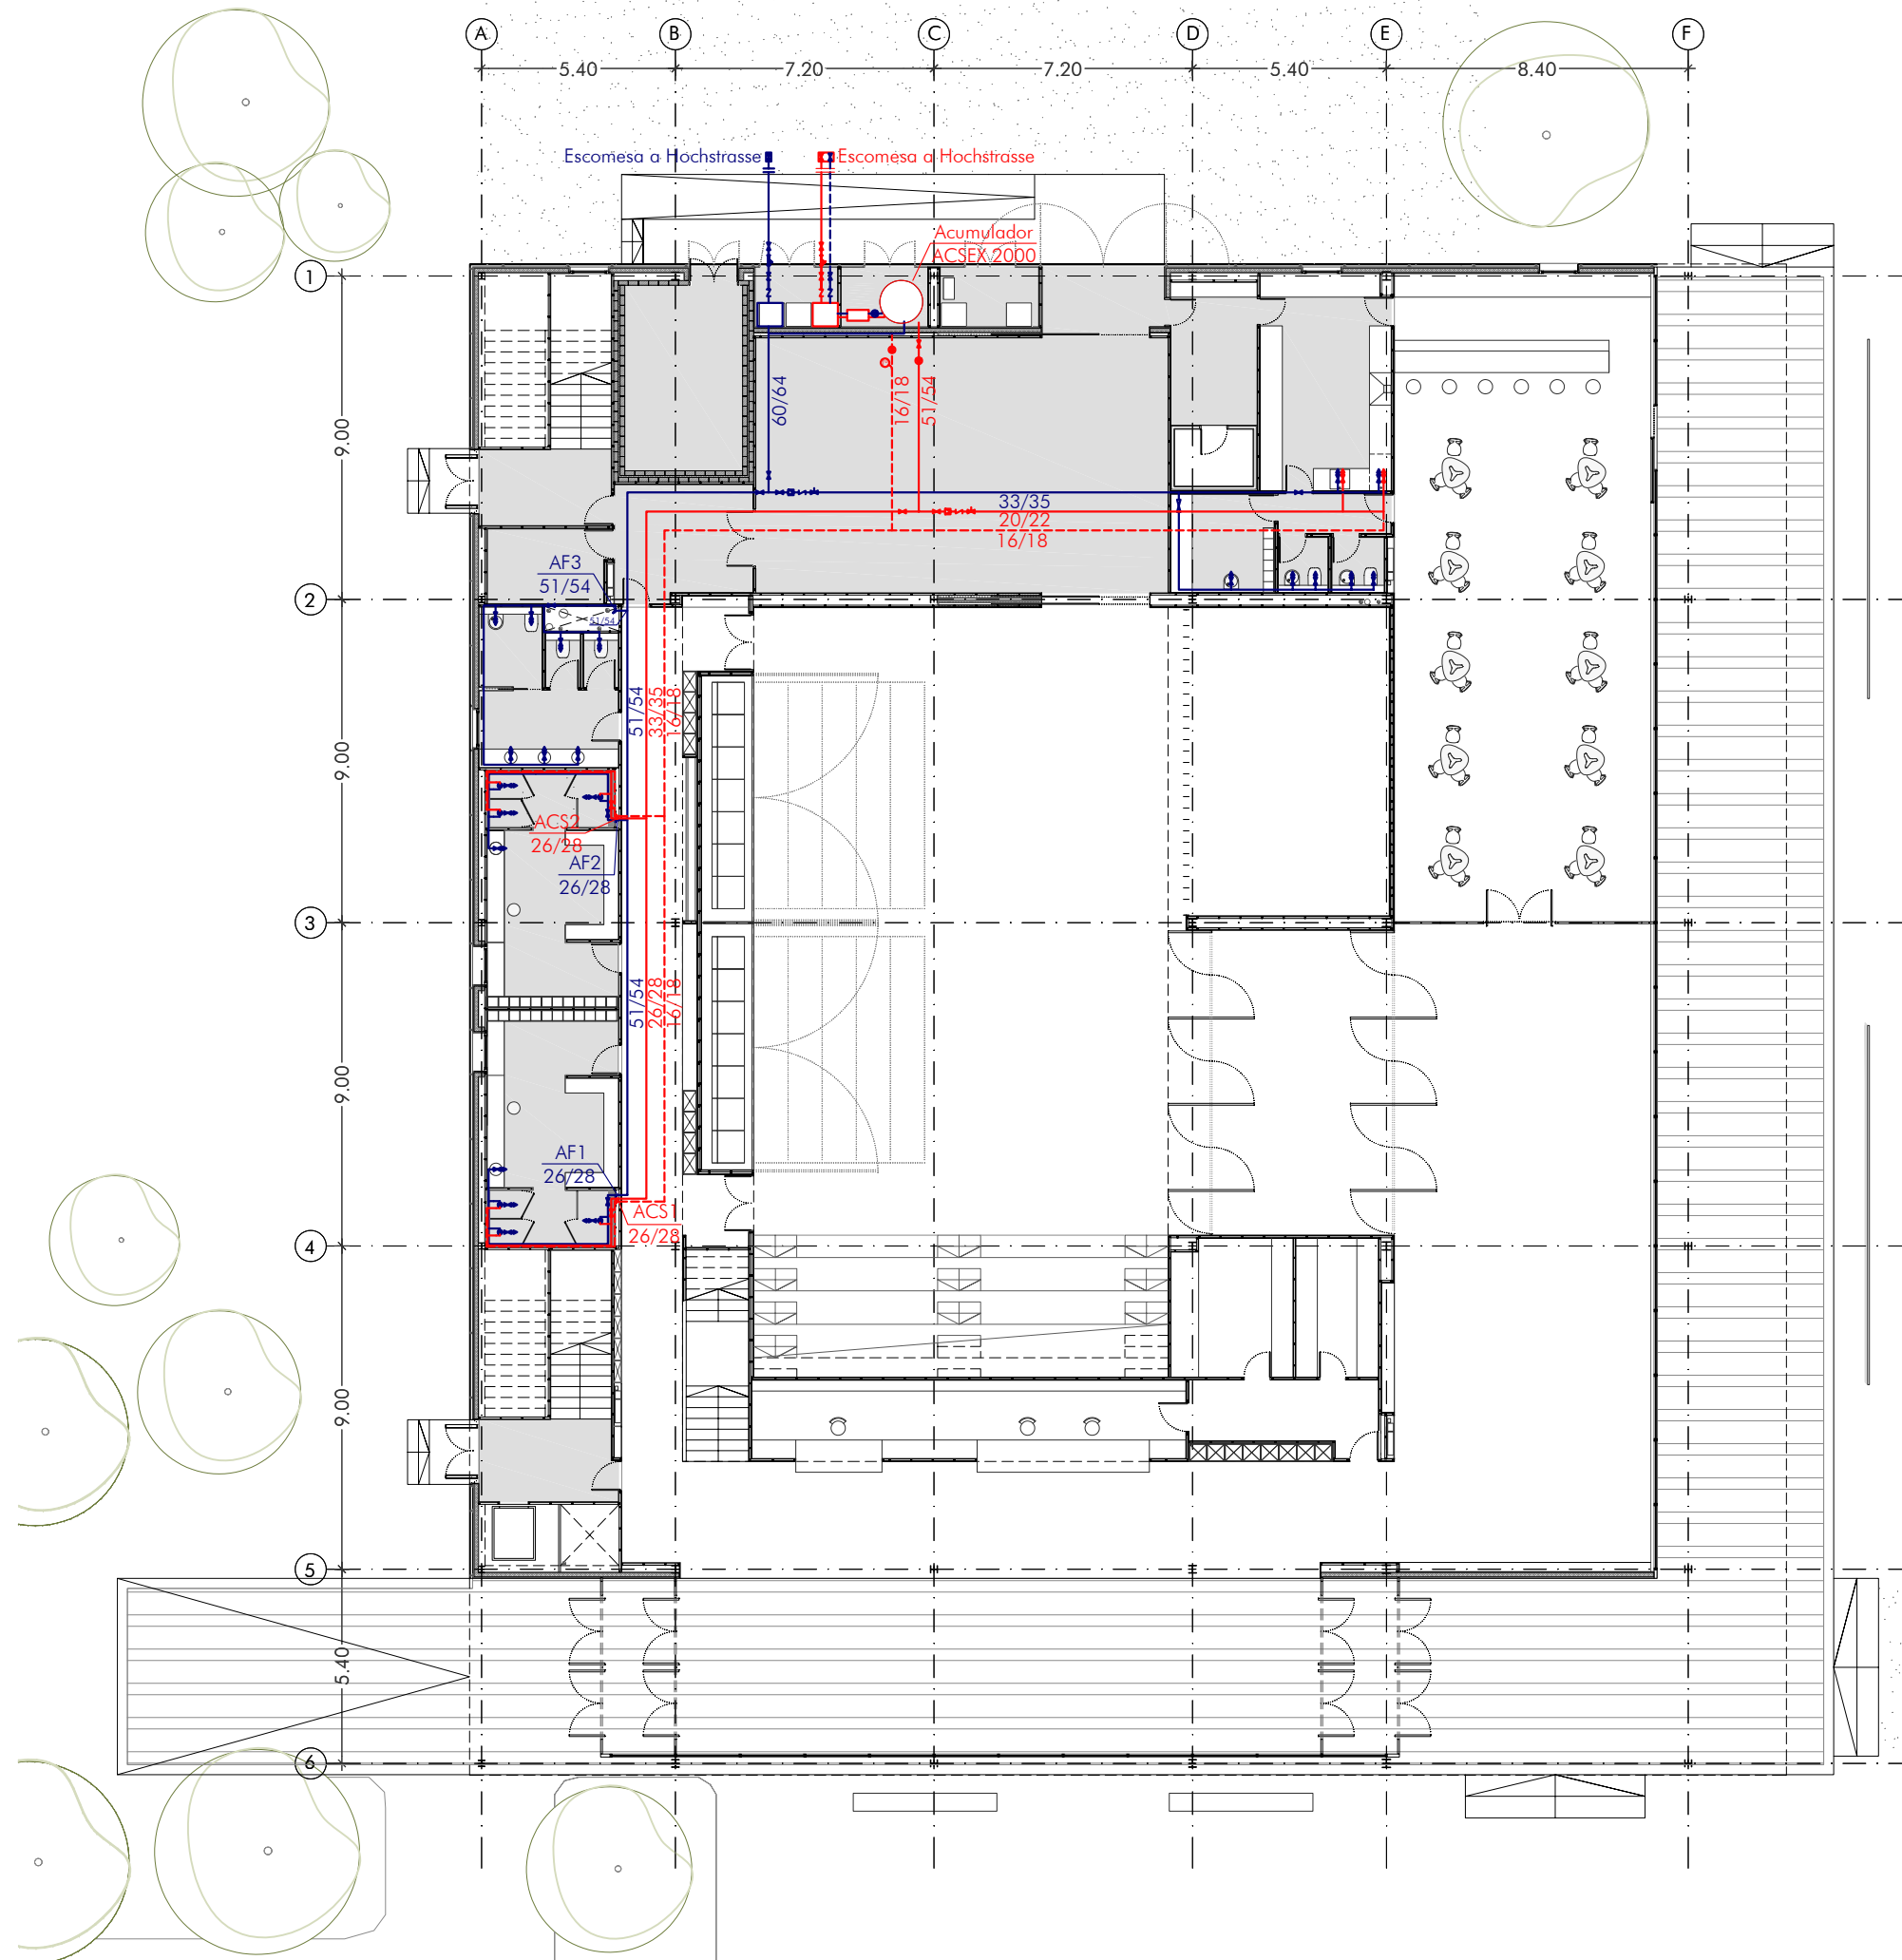 A B C D E F
5.40 7.20 7.20 5.40 8.40
Escomesa a Hochstrasse
Escomesa a Hochstrasse
Acumulador
ACSEX 2000
1
9.00
60/64
16/18
51/54
33/35
20/22
16/18
AF3
51/54
2
51/54
51/54
33/35
16/18
9.00
ACS2
26/28
AF2
26/28
3
51/54
26/28
16/18
9.00
AF1
26/28
ACS1
26/28
4
9.00
5
5.40
6